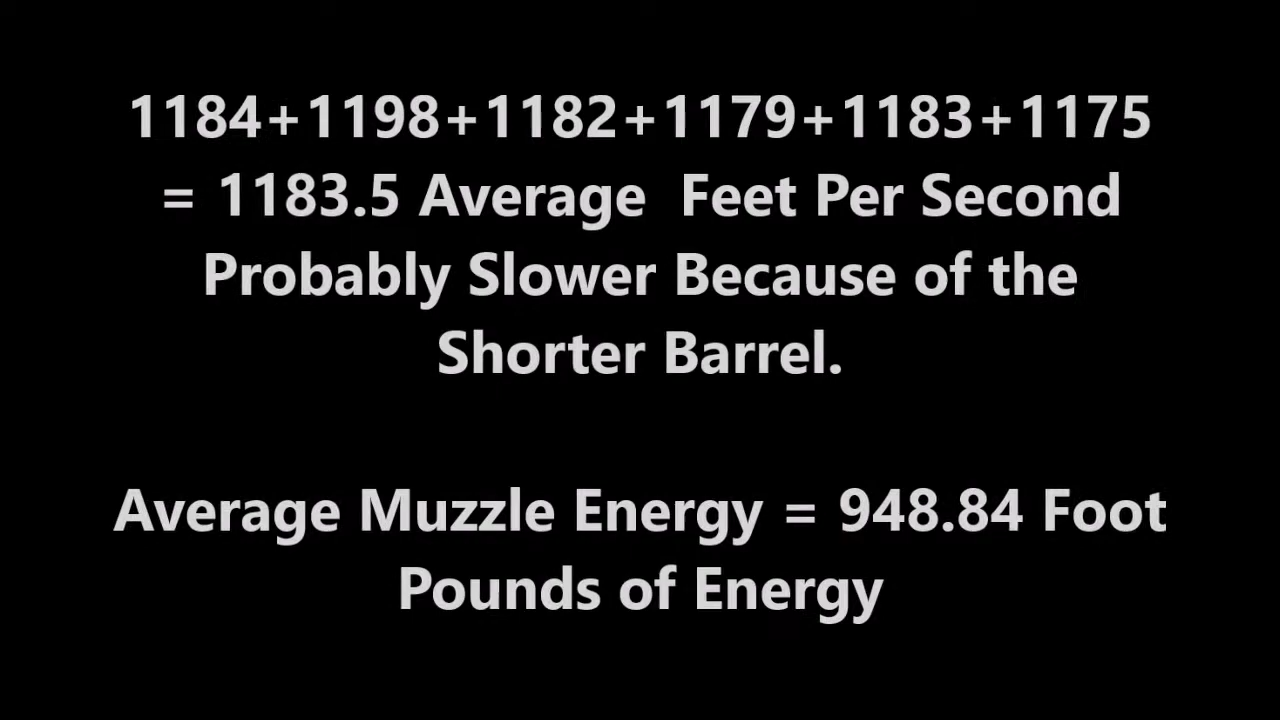 1184+1198+1182+1179+1183+1175
= 1183.5 Average  Feet Per Second
Probably Slower Because of the
Shorter Barrel.
Average Muzzle Energy = 948.84 Foot
Pounds of Energy